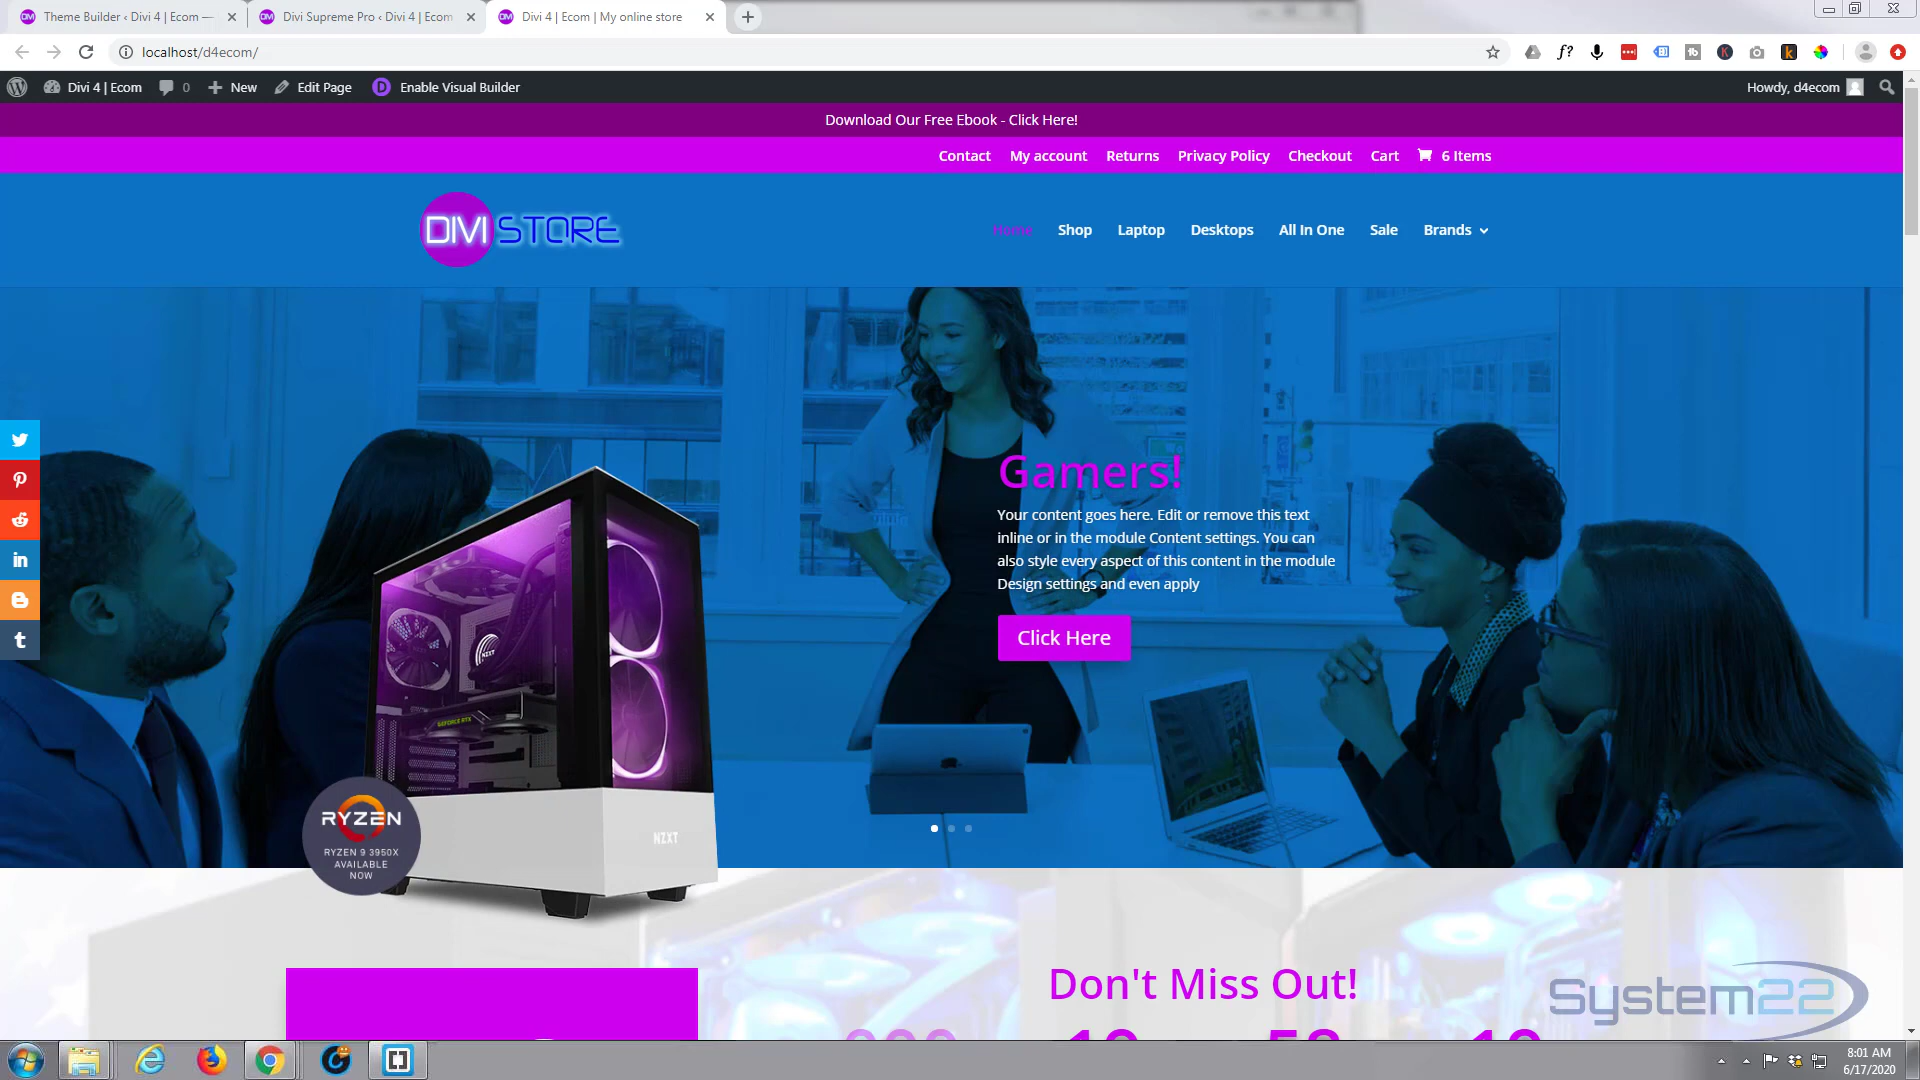 Theme Builder ‹ Divi 4 | Ecom —
Divi Supreme Pro ‹ Divi 4 | Ecom
Divi 4 | Ecom | My online store
localhost/d4ecom/
Divi 4 | Ecom
0
New
Edit Page
Enable Visual Builder
Howdy, d4ecom
Download Our Free Ebook - Click Here!
Contact
My account
Returns
Privacy Policy
Checkout
Cart
6 Items
DIVI STORE
Home
Shop
Laptop
Desktops
All In One
Sale
Brands
Gamers!
Your content goes here. Edit or remove this text
inline or in the module Content settings. You can
also style every aspect of this content in the module
Design settings and even apply
Click Here
NZXT
GEFORCE RTX
NZXT
RYZEN
RYZEN 9 3950X
AVAILABLE
NOW
Don't Miss Out!
System22
8:01 AM
6/17/2020